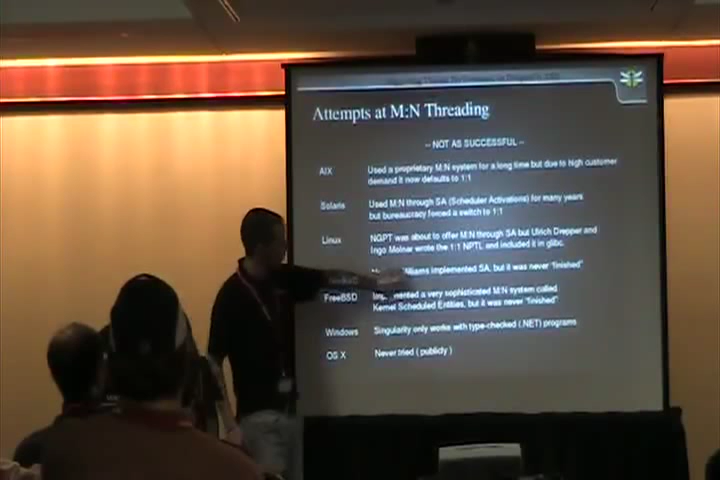 Attempts at M:N Threading
-- NOT AS SUCCESSFUL --
AIX Used a proprietary M:N system for a long time but due to high customer
demand it now defaults to 1:1
Solaris Used M:N through SA (Scheduler Activations) for many years
but bureaucracy forced a switch to 1:1
Linux NGPT was about to offer M:N through SA but Ulrich Drepper and
Ingo Molnar wrote the 1:1 NPTL and included it in glibc.
implemented SA, but it was never "finished"
FreeBSD Implemented a very sophisticated M:N system called
Kernel Scheduled Entities, but it was never "finished"
Windows Singularity only works with type-checked (.NET) programs
OS X Never tried ( publicly )